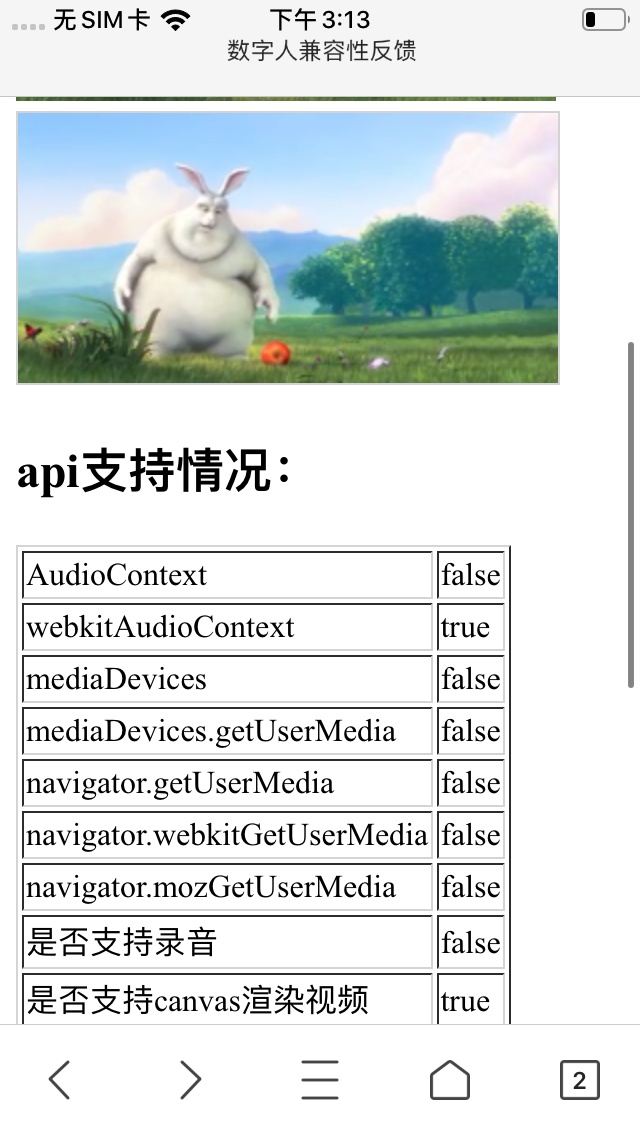 无SIM卡 下午3:13
数字人兼容性反馈
api支持情况：
AudioContext false
webkitAudioContext true
mediaDevices false
mediaDevices.getUserMedia false
navigator.getUserMedia false
navigator.webkitGetUserMedia false
navigator.mozGetUserMedia false
是否支持录音 false
是否支持canvas渲染视频 true
2